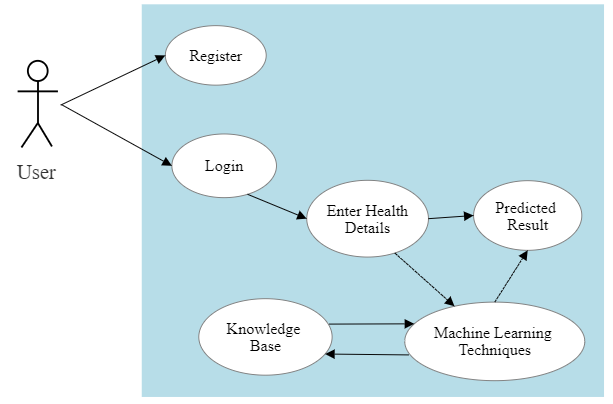 Register
User
Login
Enter Health
Details
Predicted
Result
Knowledge
Base
Machine Learning
Techniques